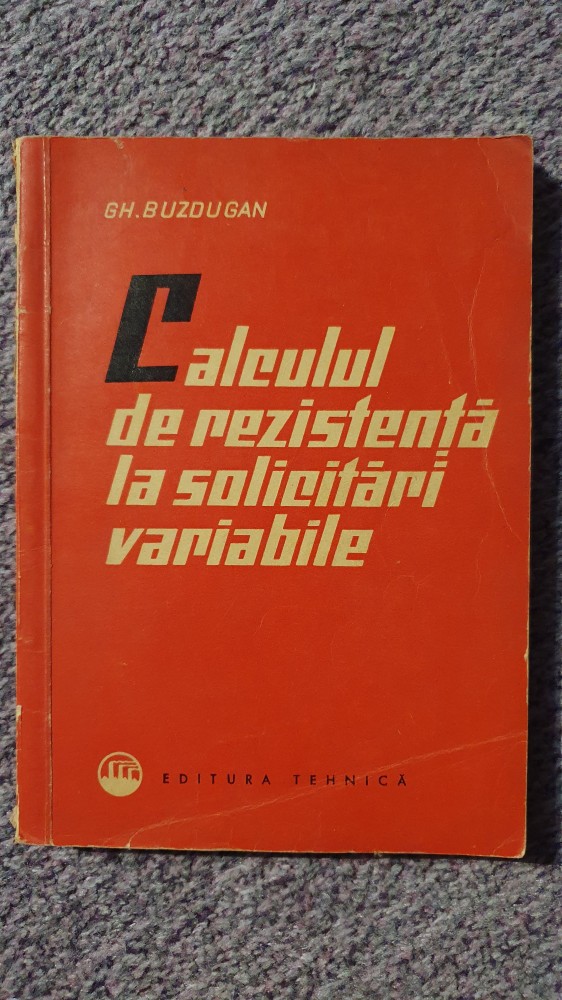 GH. BUZDUGAN
Calculul
de rezistență
la solicitări
variabile
EDITURA TEHNICĂ